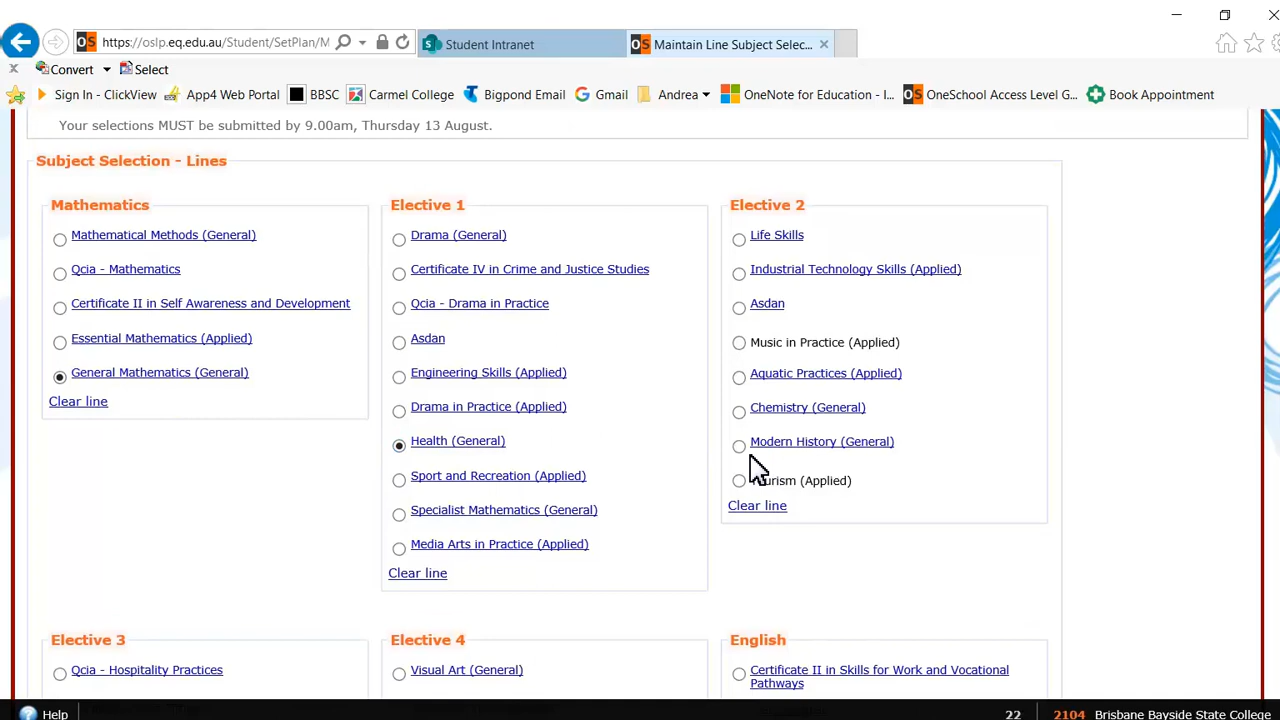 OS https://oslp.eq.edu.au/Student/SetPlan/M
Student Intranet
OS Maintain Line Subject Selec...
Convert
Select
Sign In - ClickView
App4 Web Portal
BBSC
Carmel College
Bigpond Email
Gmail
Andrea
OneNote for Education - I...
OS OneSchool Access Level G...
Book Appointment
Your selections MUST be submitted by 9.00am, Thursday 13 August.
Subject Selection - Lines
Mathematics
Mathematical Methods (General)
Qcia - Mathematics
Certificate II in Self Awareness and Development
Essential Mathematics (Applied)
General Mathematics (General)
Clear line
Elective 1
Drama (General)
Certificate IV in Crime and Justice Studies
Qcia - Drama in Practice
Asdan
Engineering Skills (Applied)
Drama in Practice (Applied)
Health (General)
Sport and Recreation (Applied)
Specialist Mathematics (General)
Media Arts in Practice (Applied)
Clear line
Elective 2
Life Skills
Industrial Technology Skills (Applied)
Asdan
Music in Practice (Applied)
Aquatic Practices (Applied)
Chemistry (General)
Modern History (General)
Tourism (Applied)
Clear line
Elective 3
Qcia - Hospitality Practices
Elective 4
Visual Art (General)
English
Certificate II in Skills for Work and Vocational
Pathways
Help
22
2104 Brisbane Bayside State College